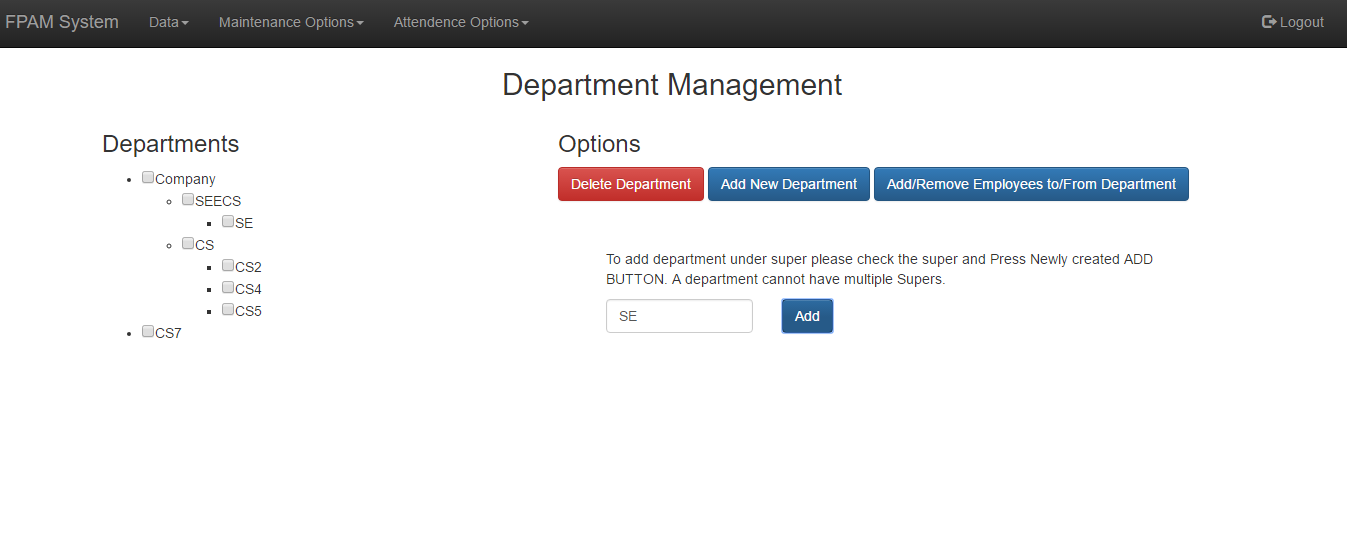 FPAM System Data Maintenance Options Attendence Options Logout
Department Management
Departments
Company
SEECS
SE
CS
CS2
CS4
CS5
CS7
Options
Delete Department Add New Department Add/Remove Employees to/From Department
To add department under super please check the super and Press Newly created ADD
BUTTON. A department cannot have multiple Supers.
SE Add